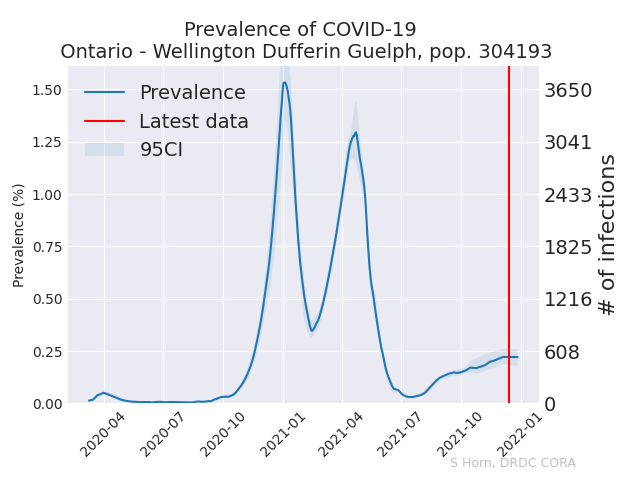 Prevalence of COVID-19
Ontario - Wellington Dufferin Guelph, pop. 304193
Prevalence
Latest data
95CI
Prevalence (%)
1.50
1.25
1.00
0.75
0.50
0.25
0.00
3650
3041
2433
1825
1216
608
0
# of infections
2020-04
2020-07
2020-10
2021-01
2021-04
2021-07
2021-10
2022-01
S Horn, DRDC CORA